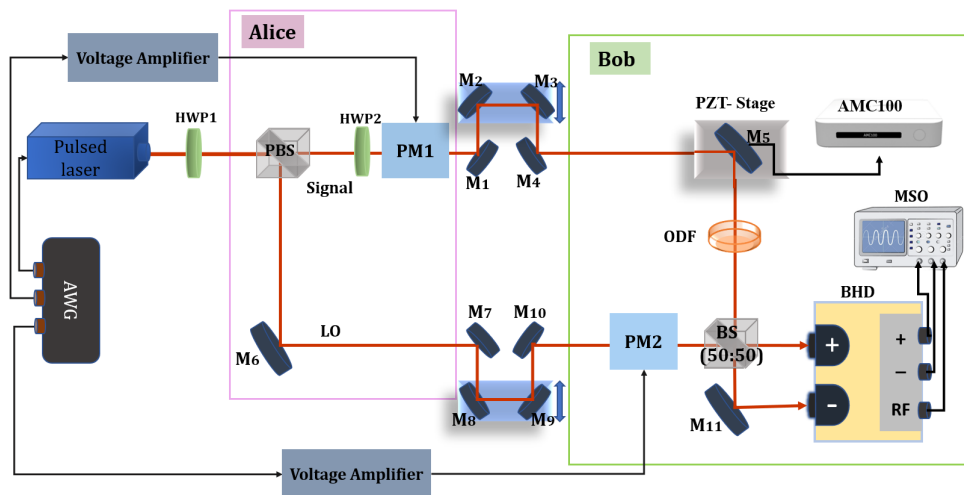 Alice
Voltage Amplifier
Bob
M2
M3
PZT- Stage
AMC100
AMC100
HWP1
HWP2
M5
Pulsed
laser
PBS
PM1
Signal
M1
M4
MSO
ODF
AWG
BHD
LO
M7
M10
M6
PM2
BS
(50:50)
+
+
−
-
RF
M8
M9
M11
Voltage Amplifier